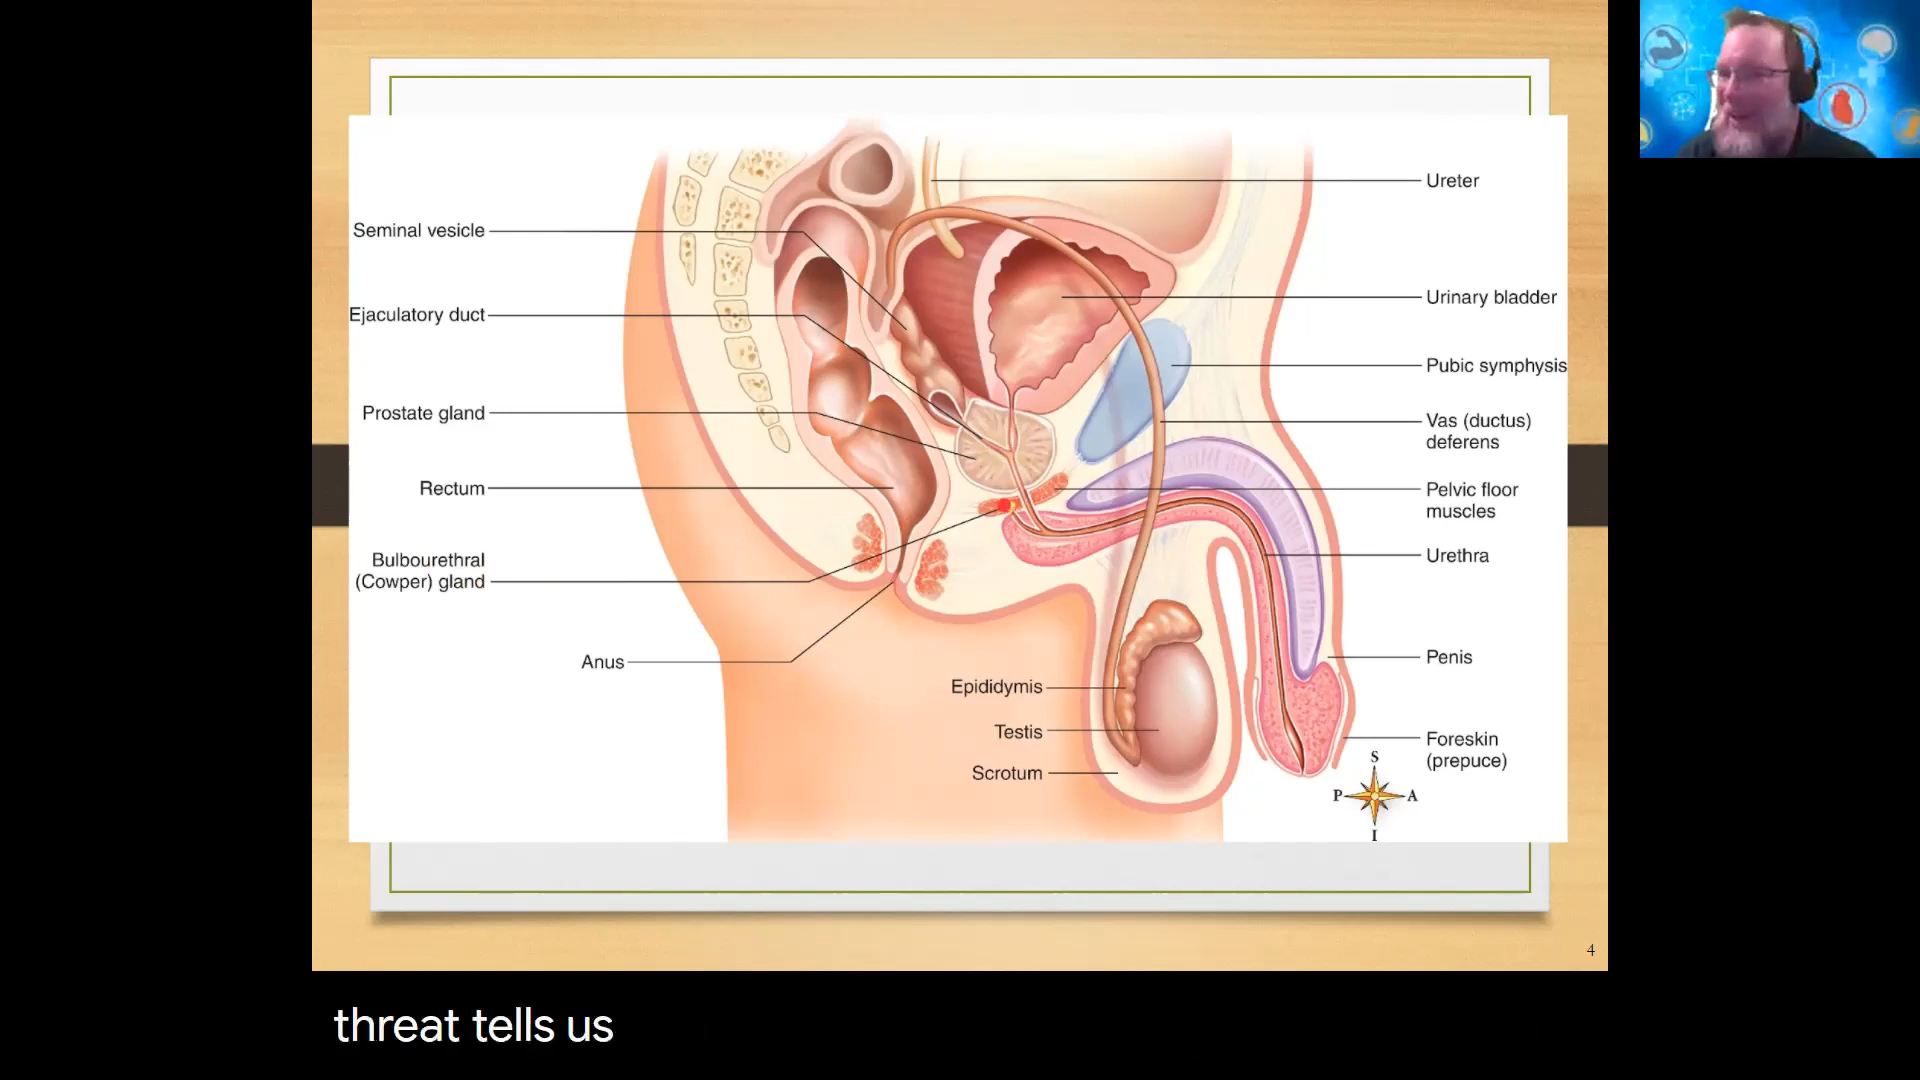 Seminal vesicle
Ejaculatory duct
Prostate gland
Rectum
Bulbourethral
(Cowper) gland
Anus
Epididymis
Testis
Scrotum
Ureter
Urinary bladder
Pubic symphysis
Vas (ductus)
deferens
Pelvic floor
muscles
Urethra
Penis
Foreskin
(prepuce)
S
P A
I
4
threat tells us